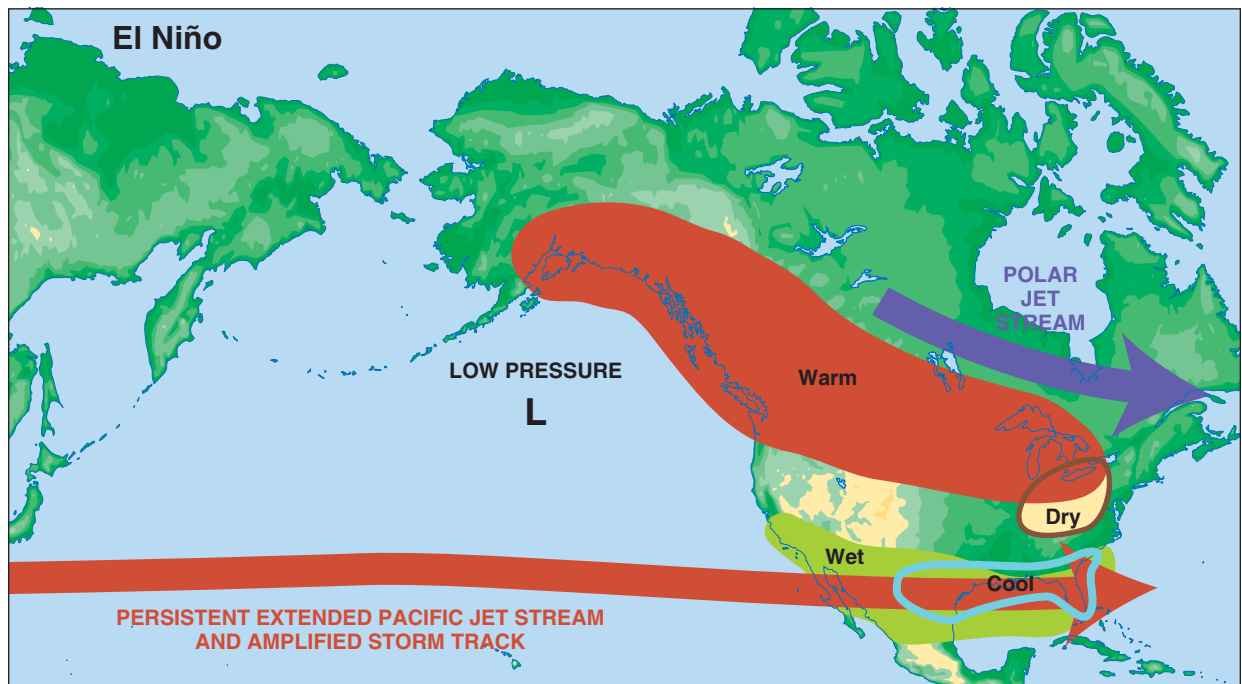 El Niño
POLAR
JET
STREAM
LOW PRESSURE
L
Warm
Dry
Wet
Cool
PERSISTENT EXTENDED PACIFIC JET STREAM
AND AMPLIFIED STORM TRACK